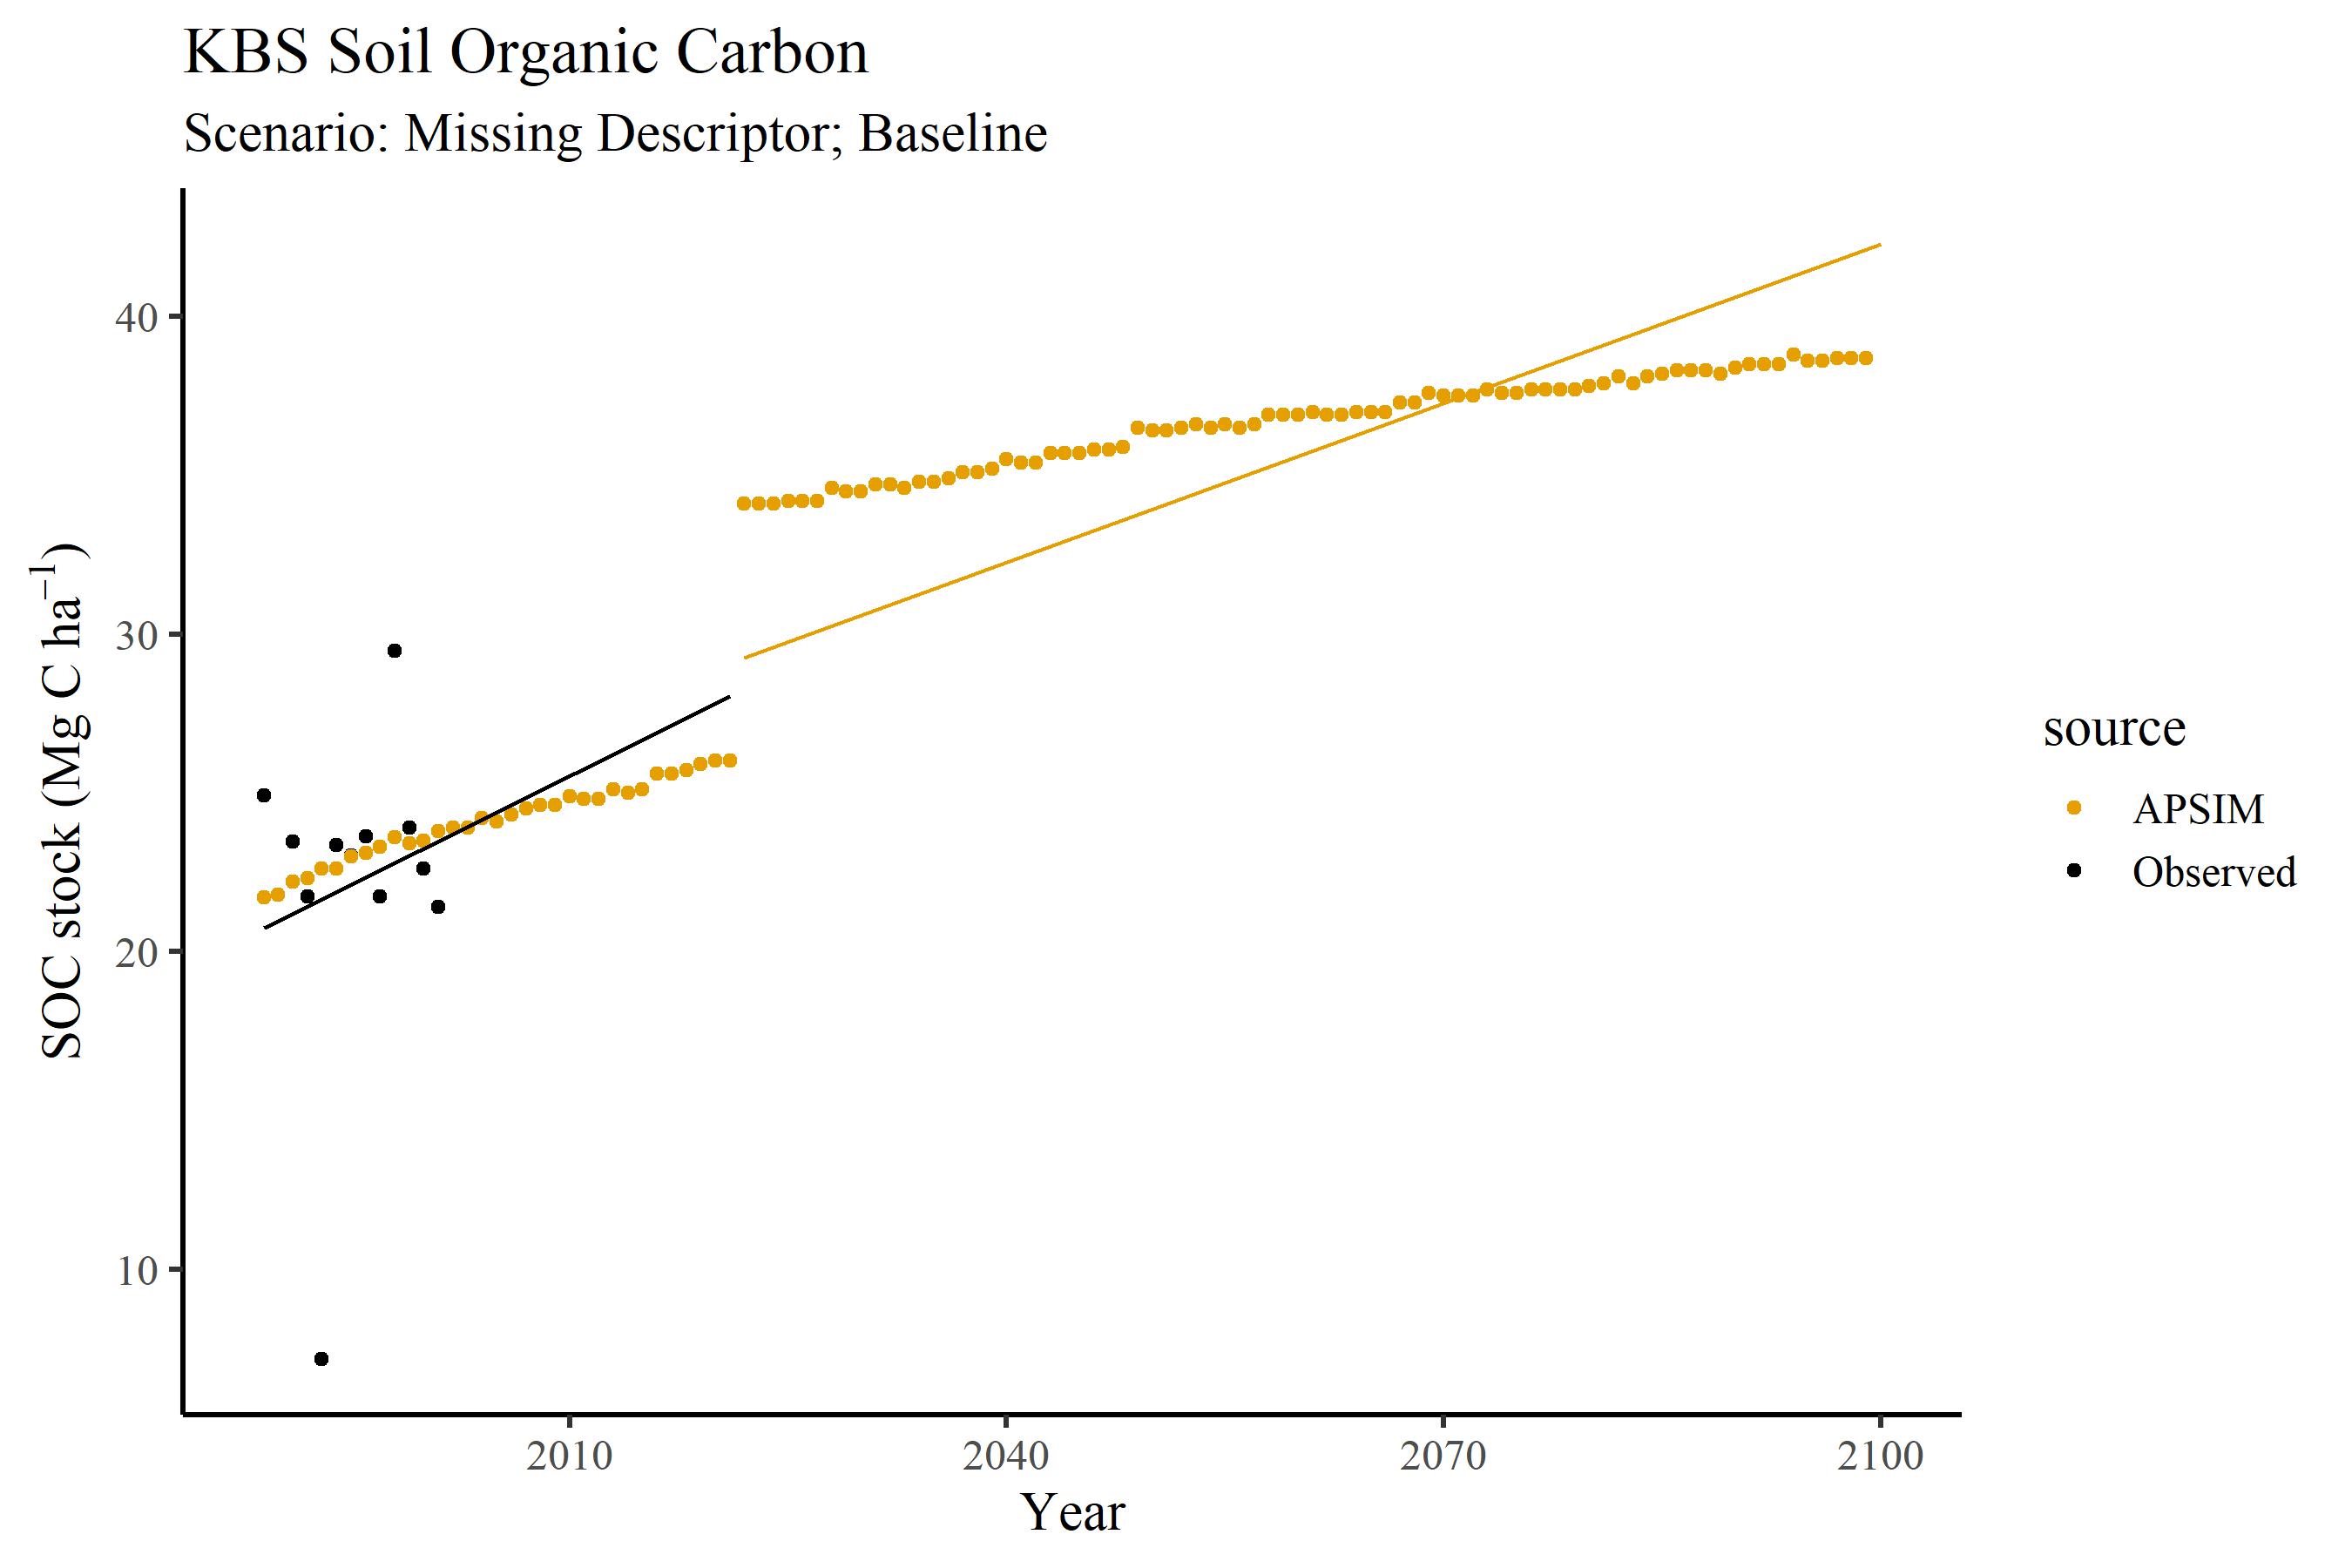 KBS Soil Organic Carbon
Scenario: Missing Descriptor; Baseline
SOC stock (Mg C ha⁻¹)
40
30
20
10
2010 2040 2070 2100
Year
source
APSIM
Observed